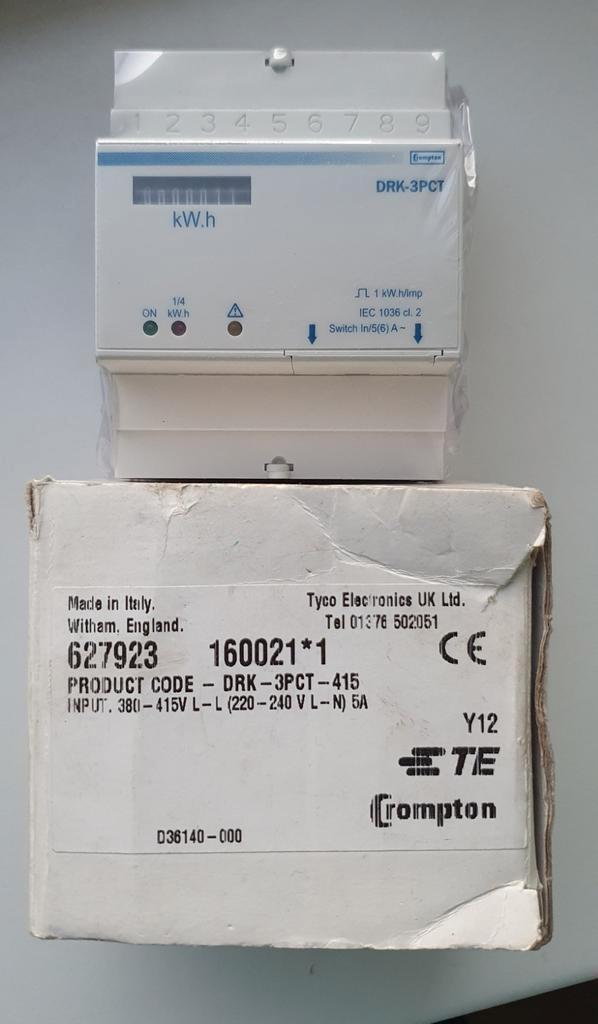 1 2 3 4 5 6 7 8 9
Crompton
DRK-3PCT
kW.h
1 kW.h/imp
1/4
ON kW.h
IEC 1036 cl. 2
Switch In/5(6) A ~
Made in Italy. Tyco Electronics UK Ltd.
Witham, England. Tel 01376 502051
627923 160021*1 CE
PRODUCT CODE - DRK-3PCT-415
INPUT. 380-415V L-L (220-240 V L-N) 5A
Y12
TE
Crompton
D36140-000